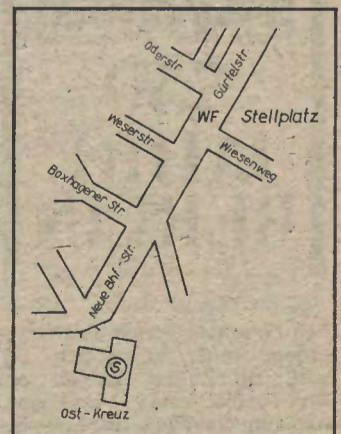 Oderstr
Gürtelstr
WF Stellplatz
Weserstr
Wiesenweg
Boxhagener Str
Neue Bhf-Str.
S
Ost-Kreuz